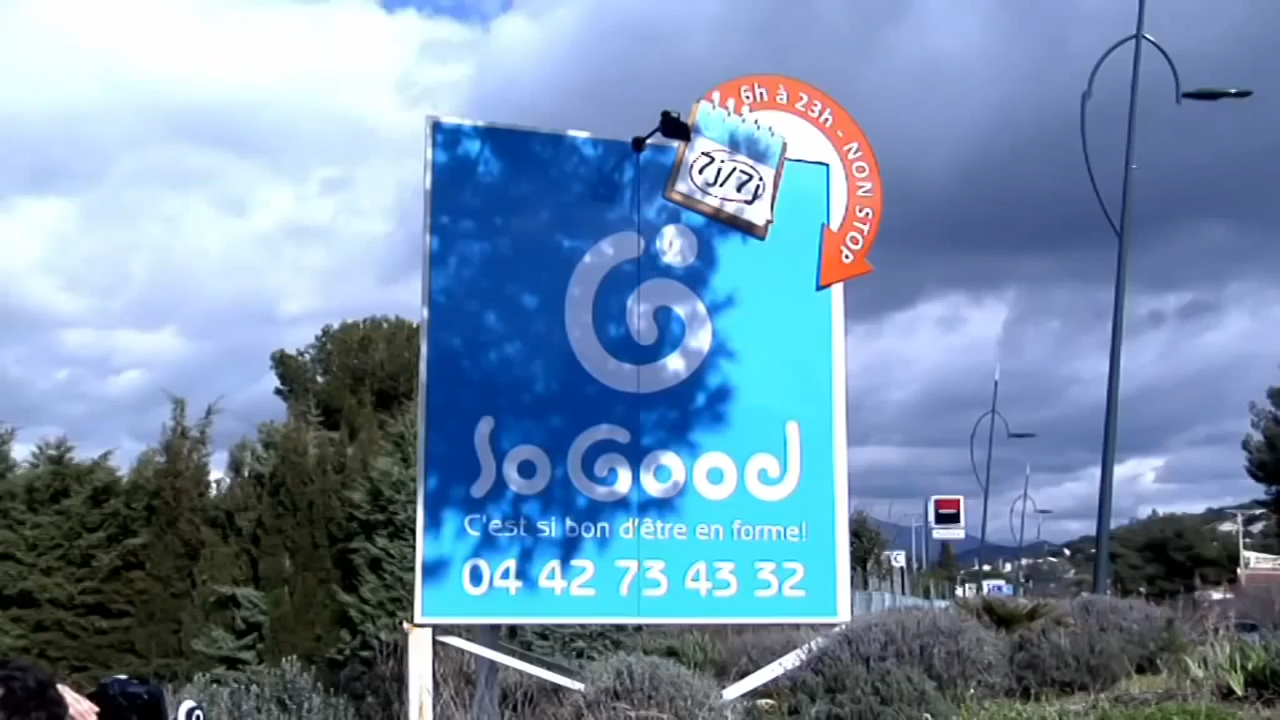 6h à 23h - NON STOP
7j/7j
So Good
C'est si bon d'être en forme!
04 42 73 43 32